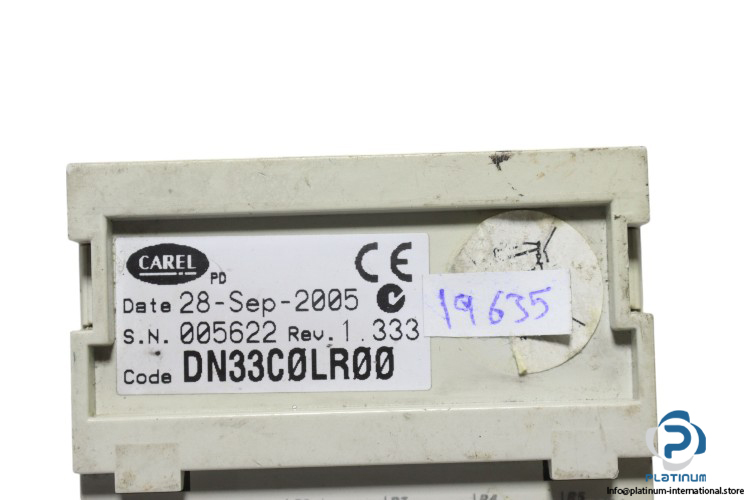 CAREL
PD
CE
Date 28-Sep-2005
S.N. 005622 Rev. 1.333
Code DN33C0LR00
19635
PLATINUM
info@platinum-international.store